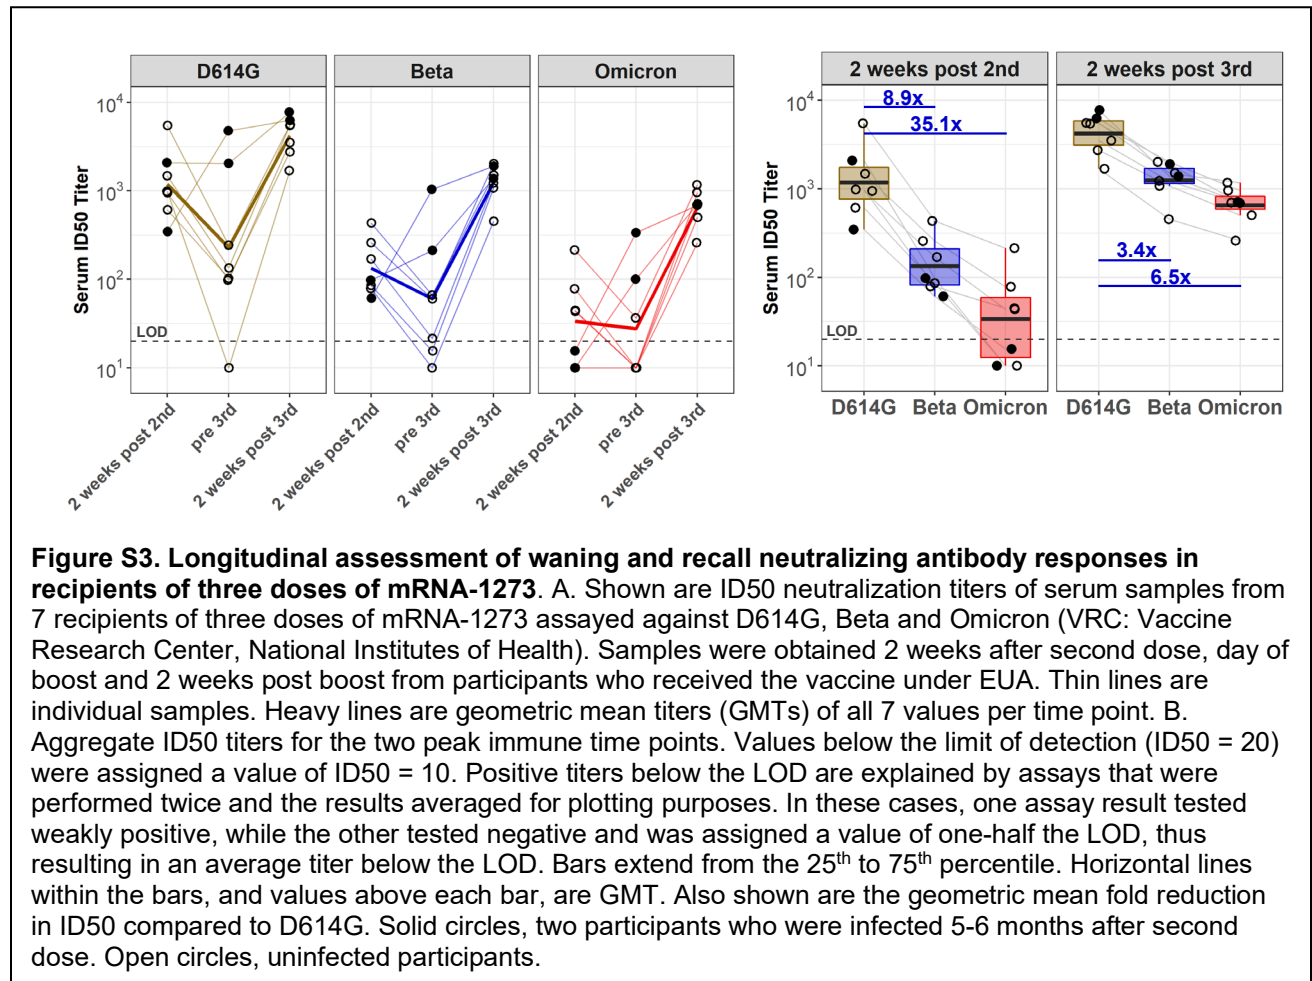 D614G
Beta
Omicron
Serum ID50 Titer
10⁴
10³
10²
10¹
LOD
2 weeks post 2nd
pre 3rd
2 weeks post 3rd
2 weeks post 2nd
pre 3rd
2 weeks post 3rd
2 weeks post 2nd
pre 3rd
2 weeks post 3rd
2 weeks post 2nd
2 weeks post 3rd
Serum ID50 Titer
10⁴
10³
10²
10¹
8.9x
35.1x
LOD
3.4x
6.5x
D614G Beta Omicron
D614G Beta Omicron
Figure S3. Longitudinal assessment of waning and recall neutralizing antibody responses in
recipients of three doses of mRNA-1273. A. Shown are ID50 neutralization titers of serum samples from
7 recipients of three doses of mRNA-1273 assayed against D614G, Beta and Omicron (VRC: Vaccine
Research Center, National Institutes of Health). Samples were obtained 2 weeks after second dose, day of
boost and 2 weeks post boost from participants who received the vaccine under EUA. Thin lines are
individual samples. Heavy lines are geometric mean titers (GMTs) of all 7 values per time point. B.
Aggregate ID50 titers for the two peak immune time points. Values below the limit of detection (ID50 = 20)
were assigned a value of ID50 = 10. Positive titers below the LOD are explained by assays that were
performed twice and the results averaged for plotting purposes. In these cases, one assay result tested
weakly positive, while the other tested negative and was assigned a value of one-half the LOD, thus
resulting in an average titer below the LOD. Bars extend from the 25th to 75th percentile. Horizontal lines
within the bars, and values above each bar, are GMT. Also shown are the geometric mean fold reduction
in ID50 compared to D614G. Solid circles, two participants who were infected 5-6 months after second
dose. Open circles, uninfected participants.